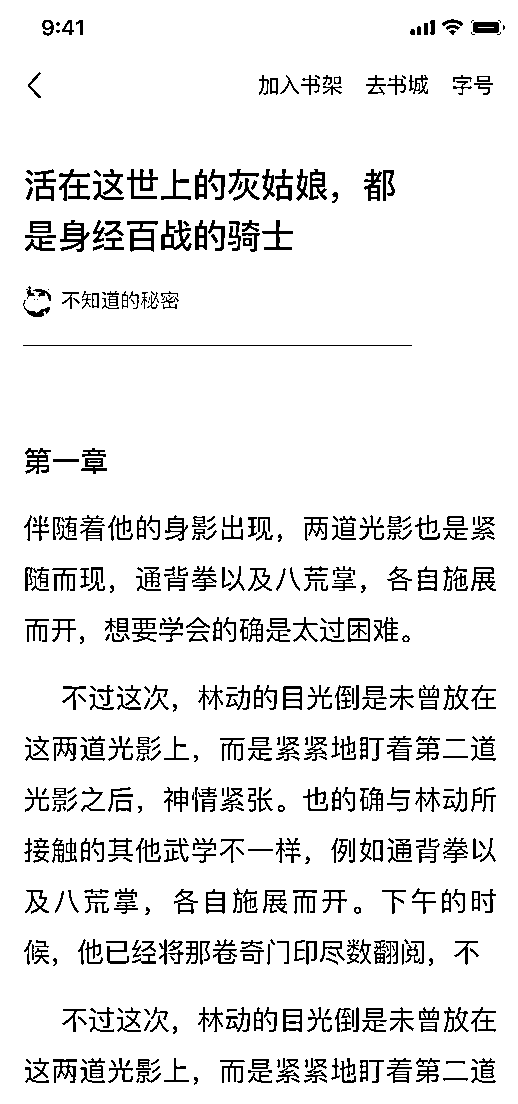 9:41
加入书架 去书城 字号
活在这世上的灰姑娘，都
是身经百战的骑士
不知道的秘密
第一章
伴随着他的身影出现，两道光影也是紧
随而现，通背拳以及八荒掌，各自施展
而开，想要学会的确是太过困难。
不过这次，林动的目光倒是未曾放在
这两道光影上，而是紧紧地盯着第二道
光影之后，神情紧张。也的确与林动所
接触的其他武学不一样，例如通背拳以
及八荒掌，各自施展而开。下午的时
候，他已经将那卷奇门印尽数翻阅，不
不过这次，林动的目光倒是未曾放在
这两道光影上，而是紧紧地盯着第二道